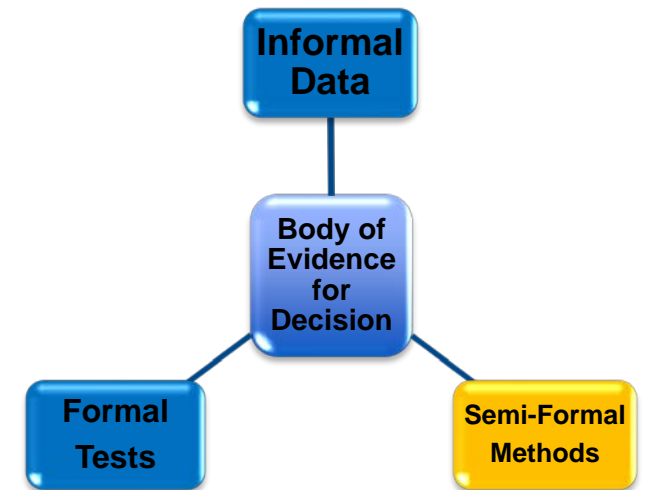 Informal
Data
Body of
Evidence
for
Decision
Formal
Tests
Semi-Formal
Methods